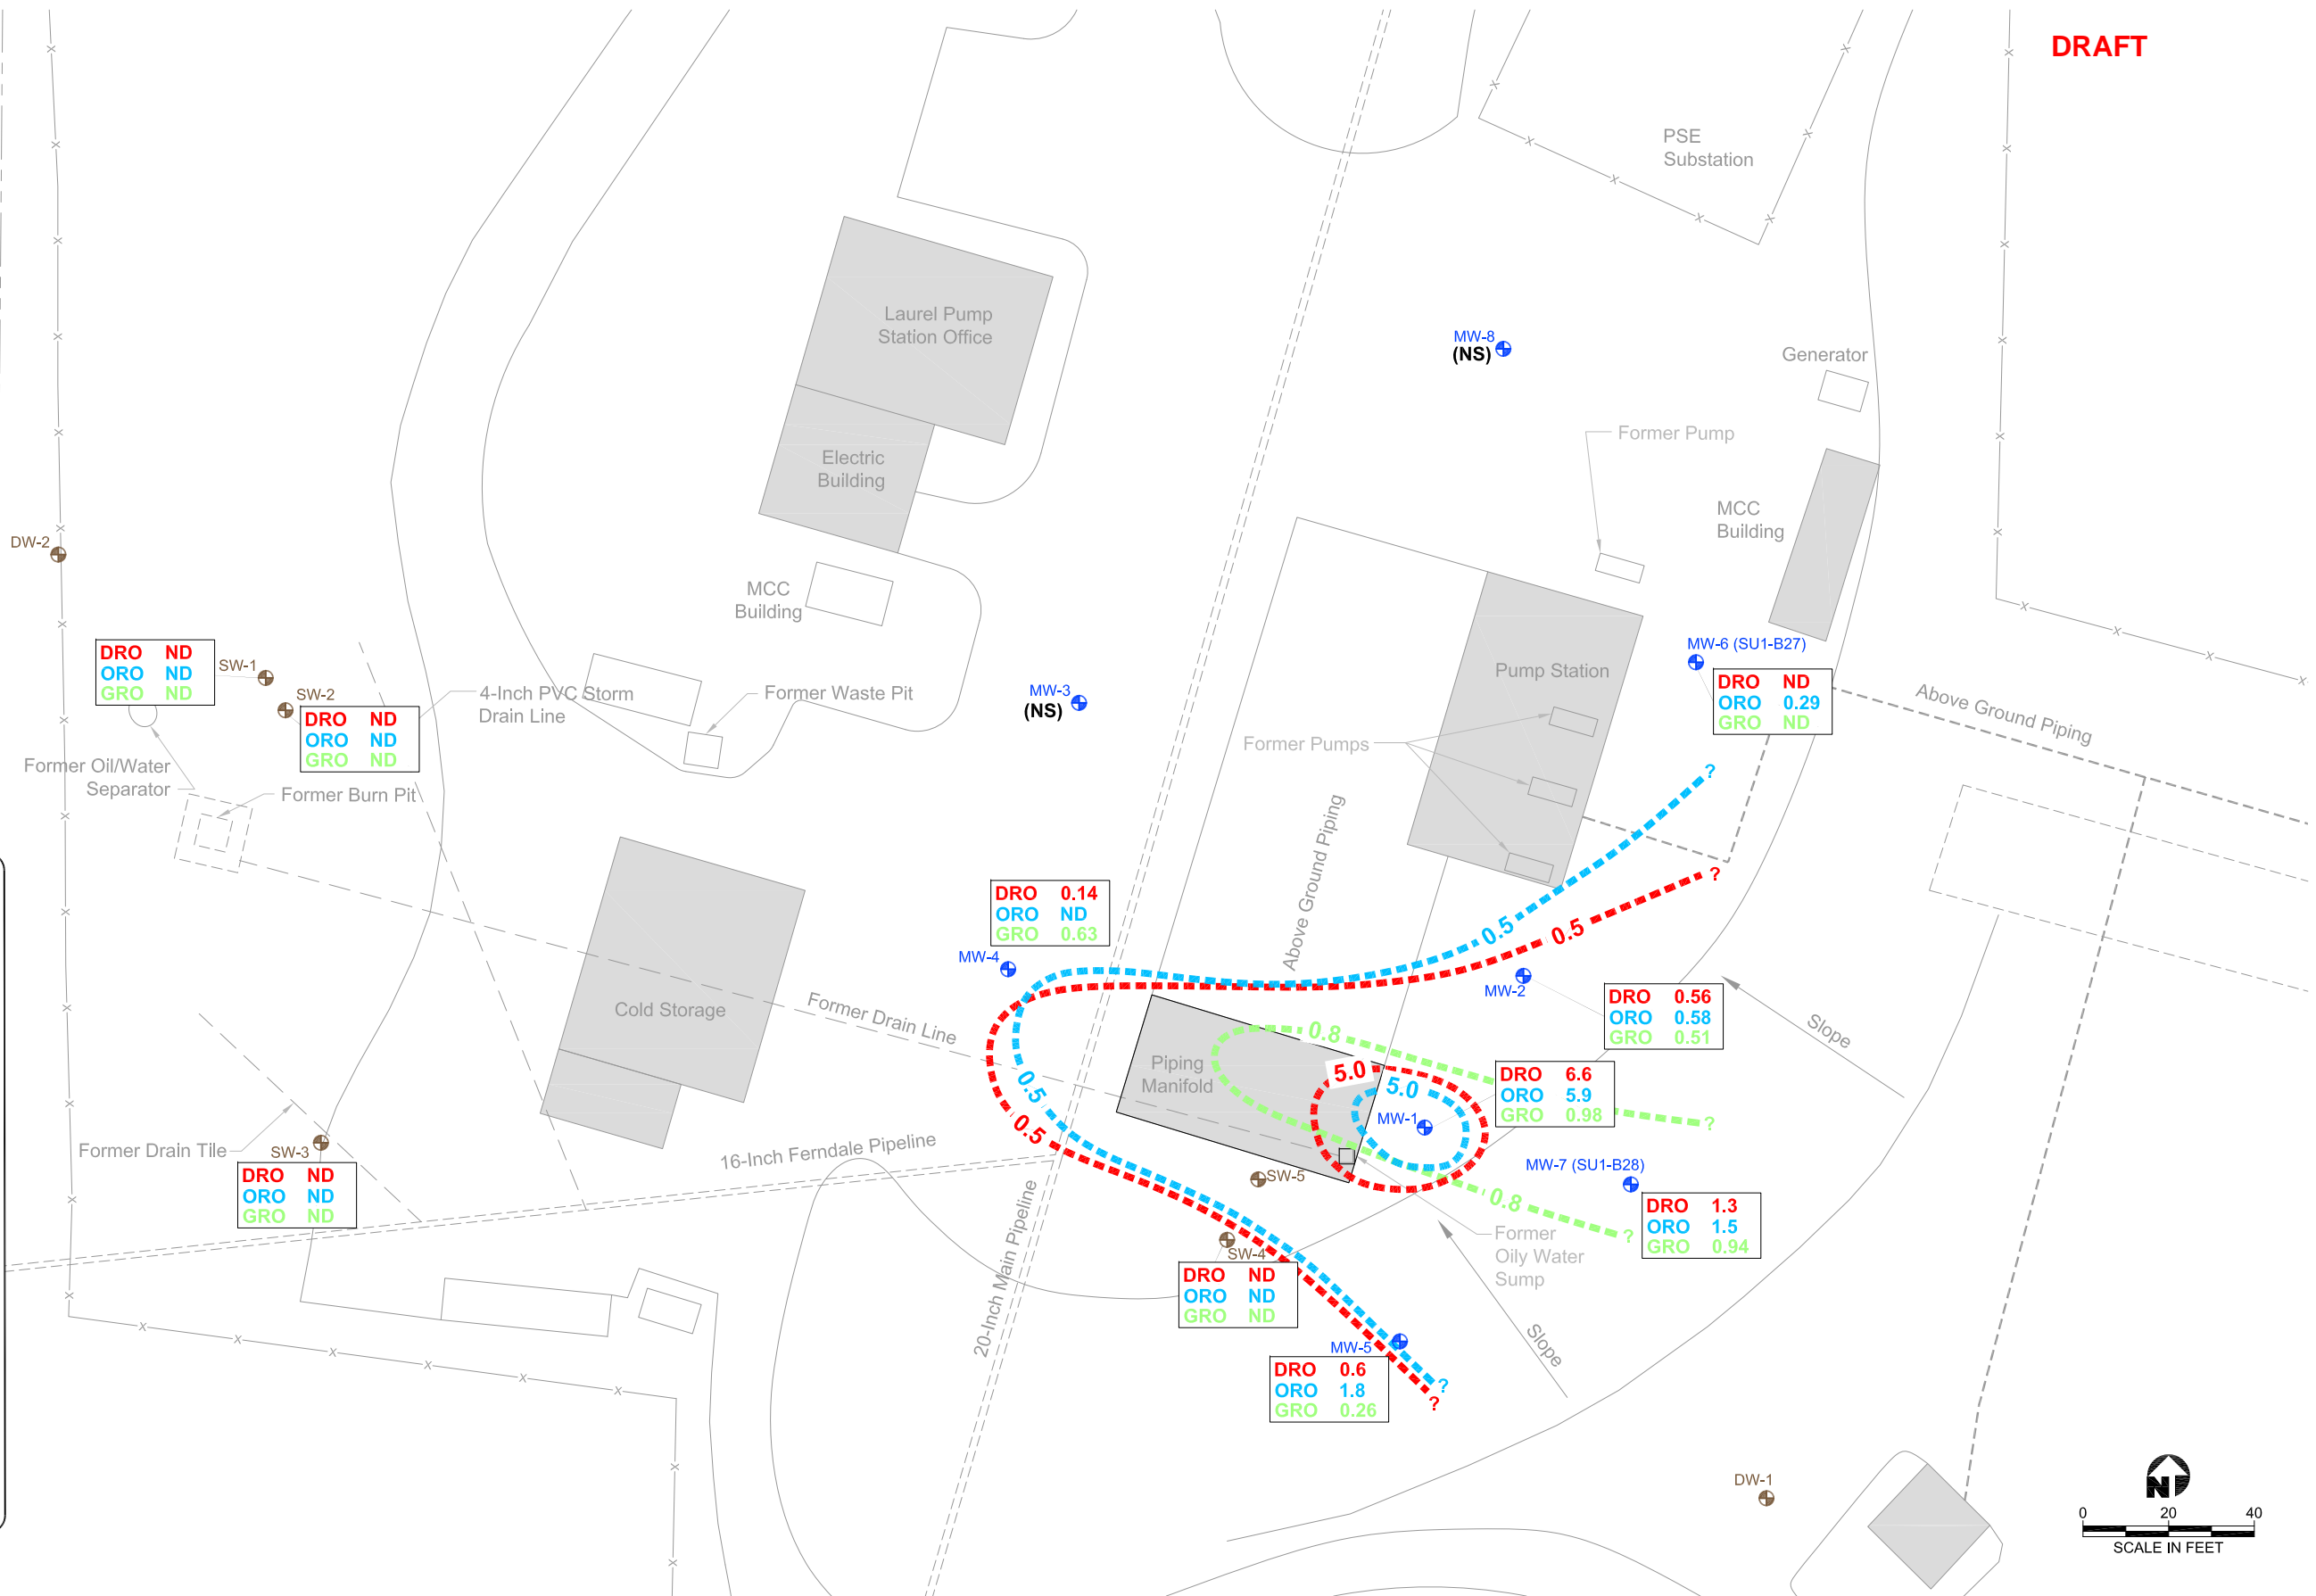 DRAFT
PSE
Substation
Laurel Pump
Station Office
MW-8
(NS)
Generator
Former Pump
Electric
Building
MCC
Building
DW-2
MCC
Building
DRO ND
ORO ND
GRO ND
SW-1
SW-2
DRO ND
ORO ND
GRO ND
4-Inch PVC Storm
Drain Line
Former Waste Pit
MW-3
(NS)
Pump Station
MW-6 (SU1-B27)
DRO ND
ORO 0.29
GRO ND
Above Ground Piping
Former Pumps
Former Oil/Water
Separator
Former Burn Pit
?
Above Ground Piping
?
DRO 0.14
ORO ND
GRO 0.63
MW-4
0.5
0.5
MW-2
DRO 0.56
ORO 0.58
GRO 0.51
Slope
Cold Storage
Former Drain Line
0.8
Piping
Manifold
5.0
5.0
MW-1
DRO 6.6
ORO 5.9
GRO 0.98
?
0.5
0.5
Former Drain Tile
SW-3
DRO ND
ORO ND
GRO ND
16-Inch Ferndale Pipeline
SW-5
MW-7 (SU1-B28)
DRO 1.3
ORO 1.5
GRO 0.94
0.8
?
Former
Oily Water
Sump
SW-4
DRO ND
ORO ND
GRO ND
20-Inch Main Pipeline
Slope
MW-5
DRO 0.6
ORO 1.8
GRO 0.26
?
?
DW-1
N
0 20 40
SCALE IN FEET